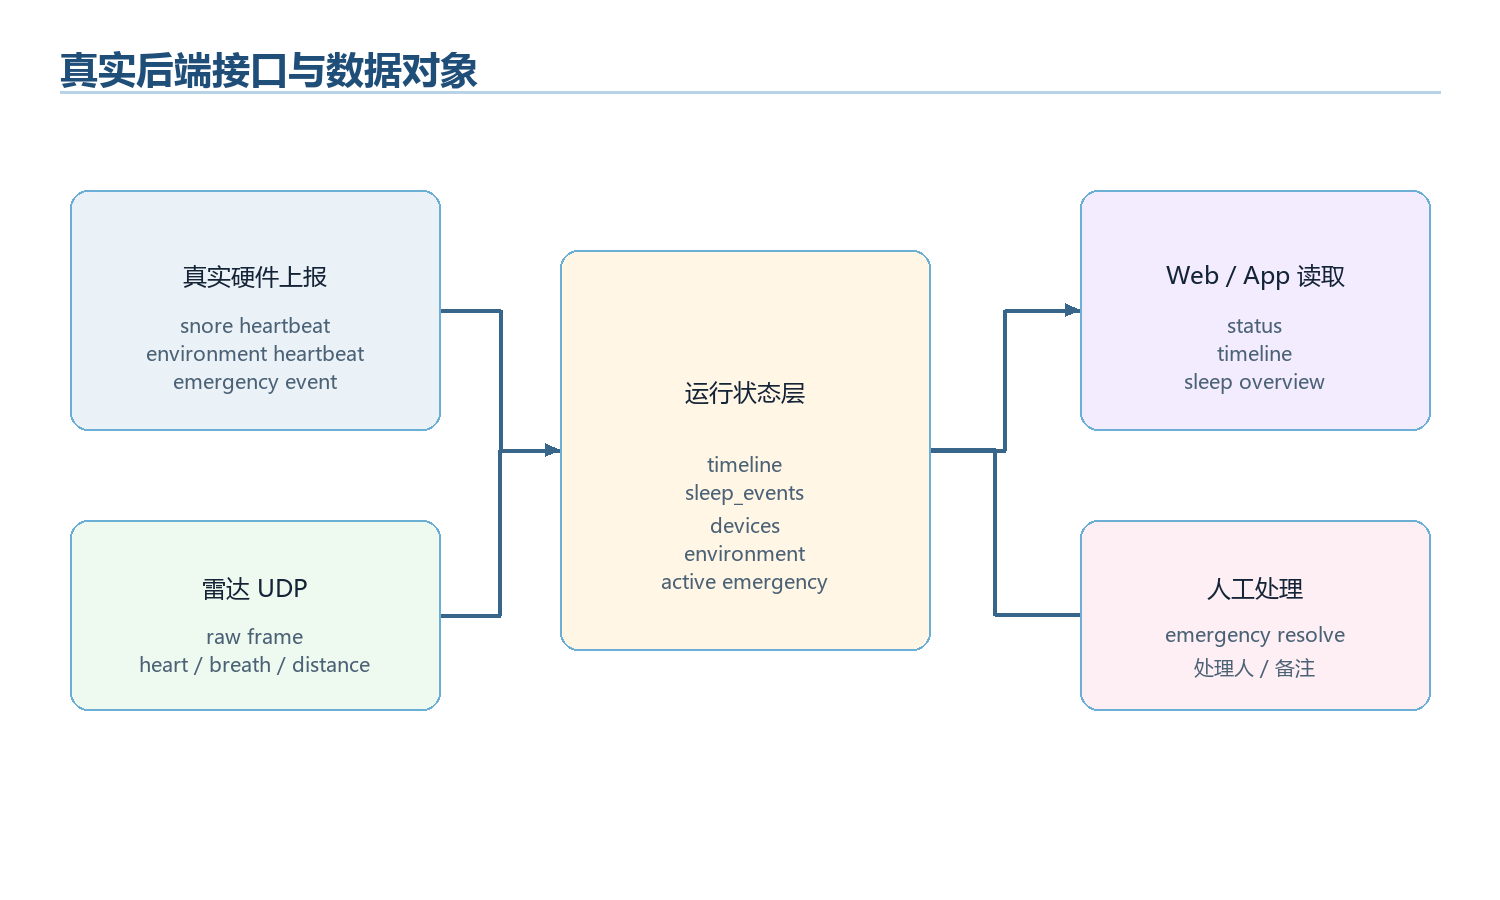 真实后端接口与数据对象
真实硬件上报
snore heartbeat
environment heartbeat
emergency event
雷达 UDP
raw frame
heart / breath / distance
运行状态层
timeline
sleep_events
devices
environment
active emergency
Web / App 读取
status
timeline
sleep overview
人工处理
emergency resolve
处理人 / 备注